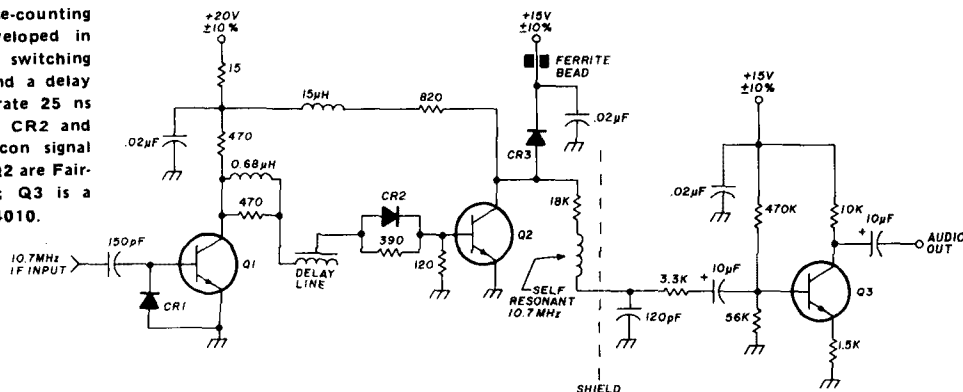 e-counting
eloped in
switching
nd a delay
rate 25 ns
CR2 and
con signal
Q2 are Fair-
Q3 is a
4010.
+20V
±10%
15
15µH
820
.02µF
470
0.68µH
470
150pF
10.7MHz
IF INPUT
Q1
CR1
DELAY
LINE
CR2
390
120
Q2
+15V
±10%
FERRITE
BEAD
CR3
.02µF
18K
SELF
RESONANT
10.7MHz
SHIELD
120pF
3.3K
+
10µF
+15V
±10%
.02µF
470K
10K
+
10µF
AUDIO
OUT
56K
Q3
1.5K